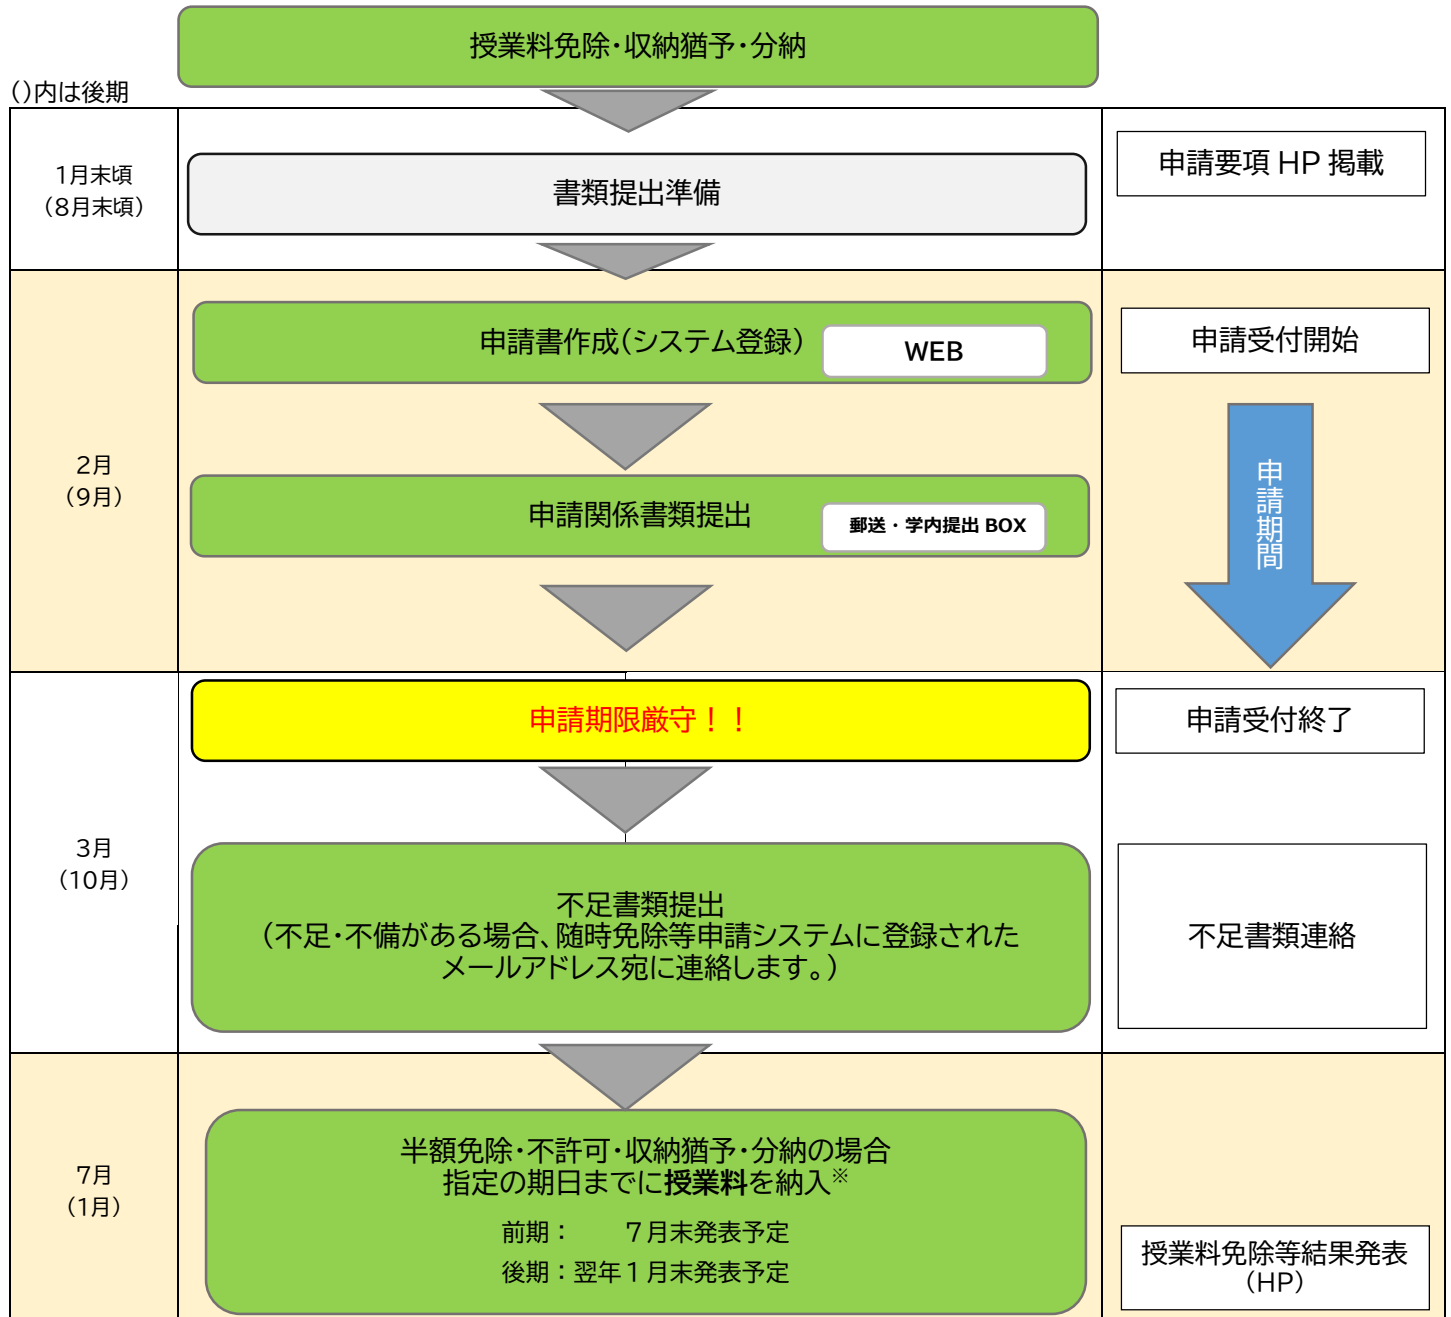 授業料免除・収納猶予・分納
()内は後期
1月末頃
(8月末頃)
書類提出準備
申請要項 HP 掲載
2月
(9月)
申請書作成(システム登録)
WEB
申請受付開始
申請関係書類提出
郵送・学内提出 BOX
申請期間
3月
(10月)
申請期限厳守！！
申請受付終了
不足書類提出
(不足・不備がある場合、随時免除等申請システムに登録された
メールアドレス宛に連絡します。)
不足書類連絡
7月
(1月)
半額免除・不許可・収納猶予・分納の場合
指定の期日までに授業料を納入※
前期： 7月末発表予定
後期：翌年1月末発表予定
授業料免除等結果発表
(HP)